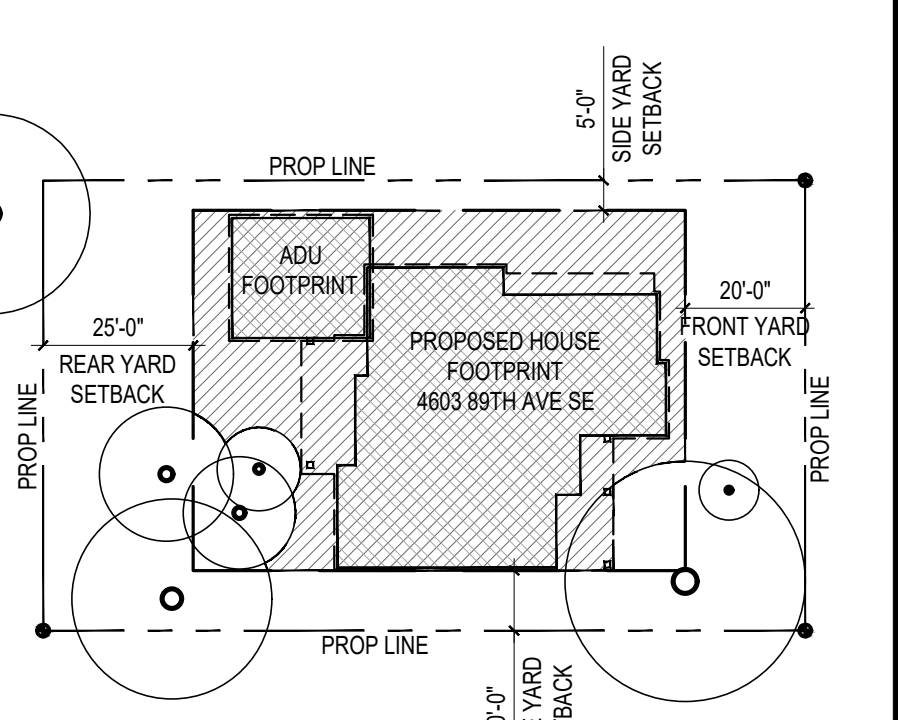 5'-0"
SIDE YARD
SETBACK
PROP LINE
ADU
FOOTPRINT
20'-0"
FRONT YARD
SETBACK
25'-0"
REAR YARD
SETBACK
PROPOSED HOUSE
FOOTPRINT
4603 89TH AVE SE
PROP LINE
PROP LINE
PROP LINE
YARD